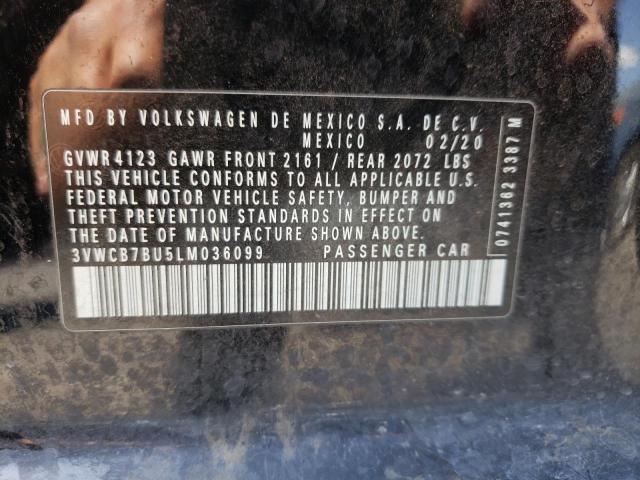 MFD BY VOLKSWAGEN DE MEXICO S.A. DE C.V.
MEXICO 02/20
GVWR 4123 GAWR FRONT 2161 / REAR 2072 LBS
THIS VEHICLE CONFORMS TO ALL APPLICABLE U.S.
FEDERAL MOTOR VEHICLE SAFETY, BUMPER AND
THEFT PREVENTION STANDARDS IN EFFECT ON
THE DATE OF MANUFACTURE SHOWN ABOVE.
3VWCB7BU5LM036099 PASSENGER CAR
0741362 3387 M